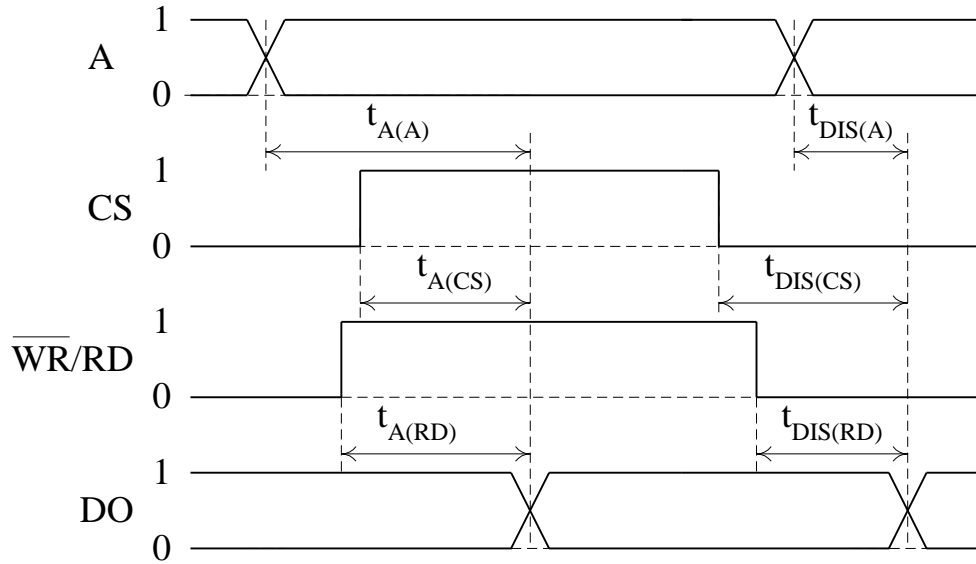 1
A
0
t_A(A)
t_DIS(A)
1
CS
0
t_A(CS)
t_DIS(CS)
1
W̅R̅/RD
0
t_A(RD)
t_DIS(RD)
1
DO
0